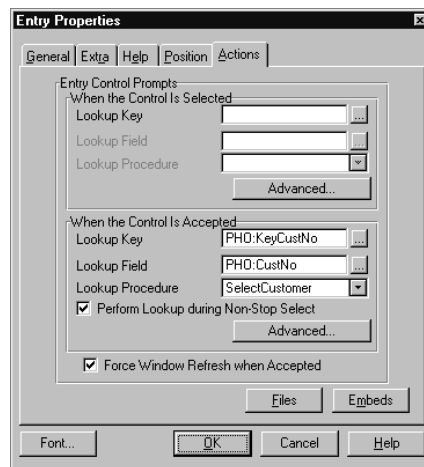 Entry Properties
General Extra Help Position Actions
Entry Control Prompts
When the Control Is Selected
Lookup Key ...
Lookup Field ...
Lookup Procedure
Advanced...
When the Control Is Accepted
Lookup Key PHO:KeyCustNo ...
Lookup Field PHO:CustNo ...
Lookup Procedure SelectCustomer
Perform Lookup during Non-Stop Select
Advanced...
Force Window Refresh when Accepted
Files Embeds
Font... OK Cancel Help